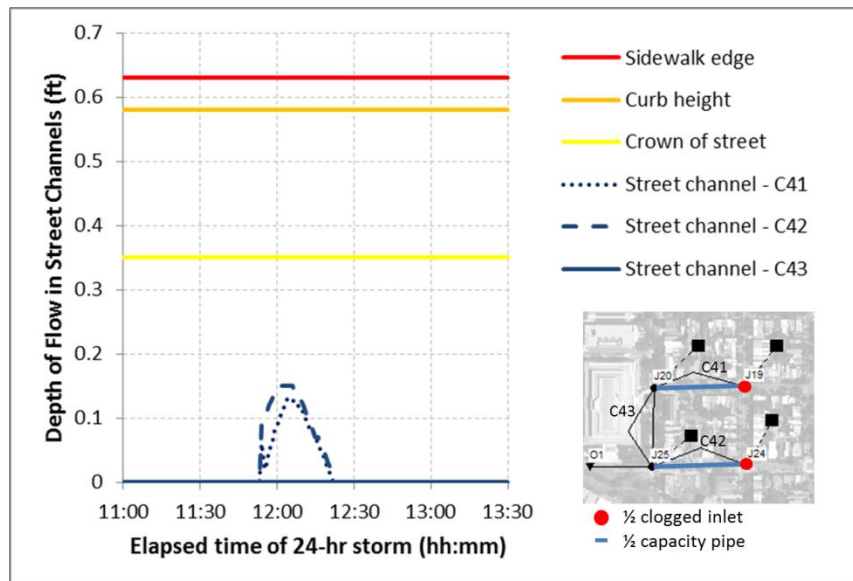 0.7
0.6
0.5
0.4
0.3
0.2
0.1
0
Depth of Flow in Street Channels (ft)
11:00 11:30 12:00 12:30 13:00 13:30
Elapsed time of 24-hr storm (hh:mm)
Sidewalk edge
Curb height
Crown of street
Street channel - C41
Street channel - C42
Street channel - C43
J20 C41 J19
C43
C42
O1 J25 J24
½ clogged inlet
½ capacity pipe